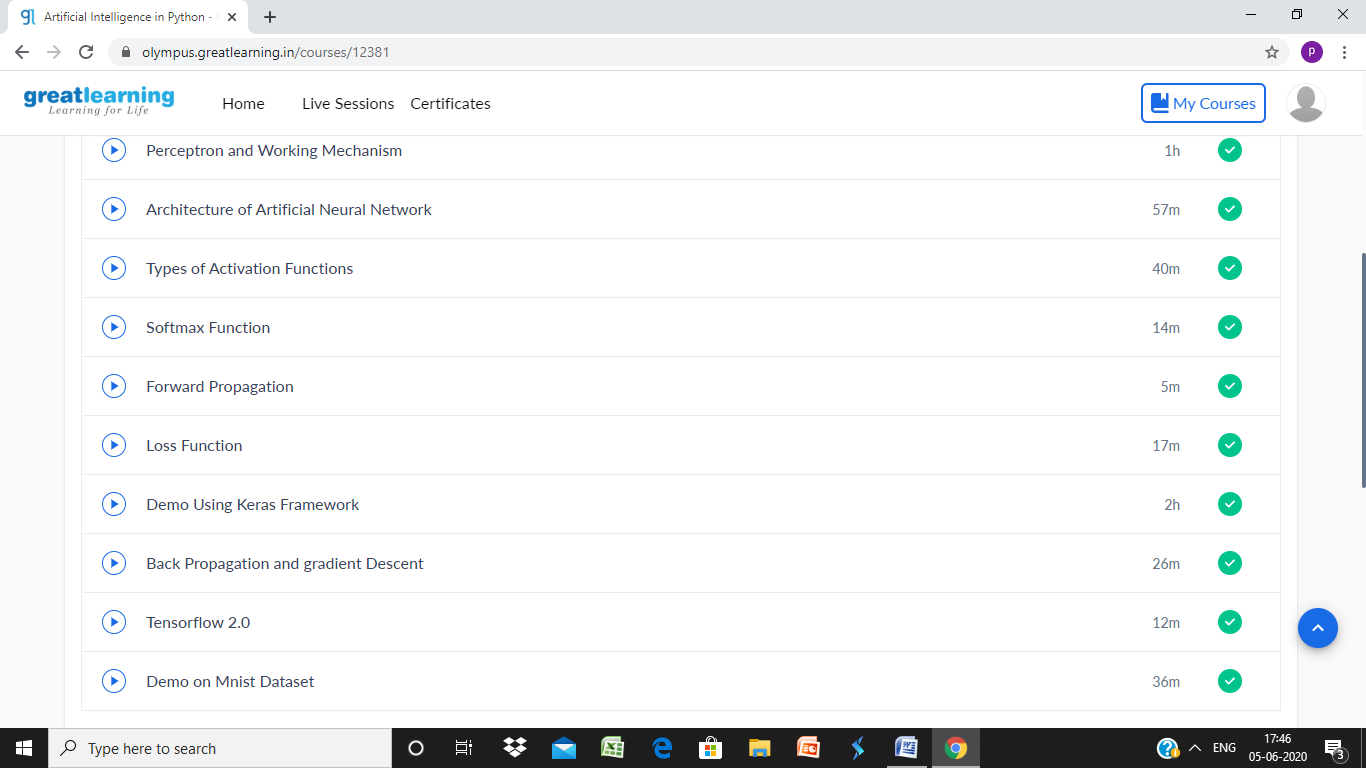 gl Artificial Intelligence in Python -
olympus.greatlearning.in/courses/12381
P
greatlearning
Learning for Life
Home Live Sessions Certificates
My Courses
Perceptron and Working Mechanism 1h
Architecture of Artificial Neural Network 57m
Types of Activation Functions 40m
Softmax Function 14m
Forward Propagation 5m
Loss Function 17m
Demo Using Keras Framework 2h
Back Propagation and gradient Descent 26m
Tensorflow 2.0 12m
Demo on Mnist Dataset 36m
Type here to search
ENG
17:46
05-06-2020
3